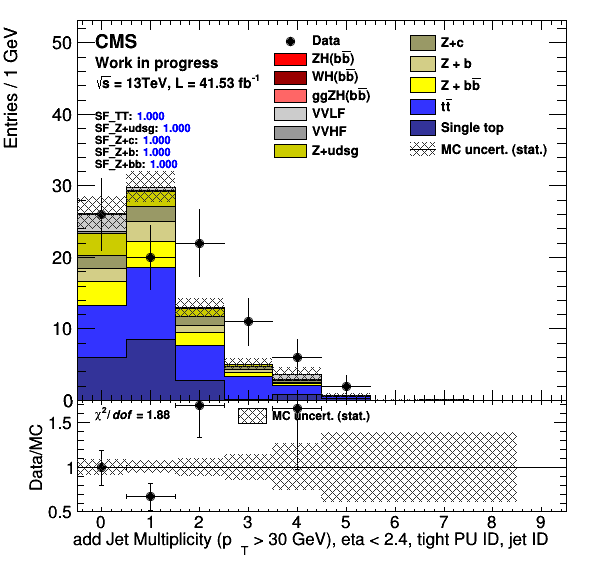 Entries / 1 GeV
50
40
30
20
10
0
CMS
Work in progress
√s = 13TeV, L = 41.53 fb⁻¹
SF_TT: 1.000
SF_Z+udsg: 1.000
SF_Z+c: 1.000
SF_Z+b: 1.000
SF_Z+bb: 1.000
Data
ZH(bb̅)
WH(bb̅)
ggZH(bb̅)
VVLF
VVHF
Z+udsg
Z+c
Z + b
Z + bb̅
tt̅
Single top
MC uncert. (stat.)
Data/MC
1.5
1
0.5
χ²/dof = 1.88
MC uncert. (stat.)
0 1 2 3 4 5 6 7 8 9
add Jet Multiplicity (p_T > 30 GeV), eta < 2.4, tight PU ID, jet ID